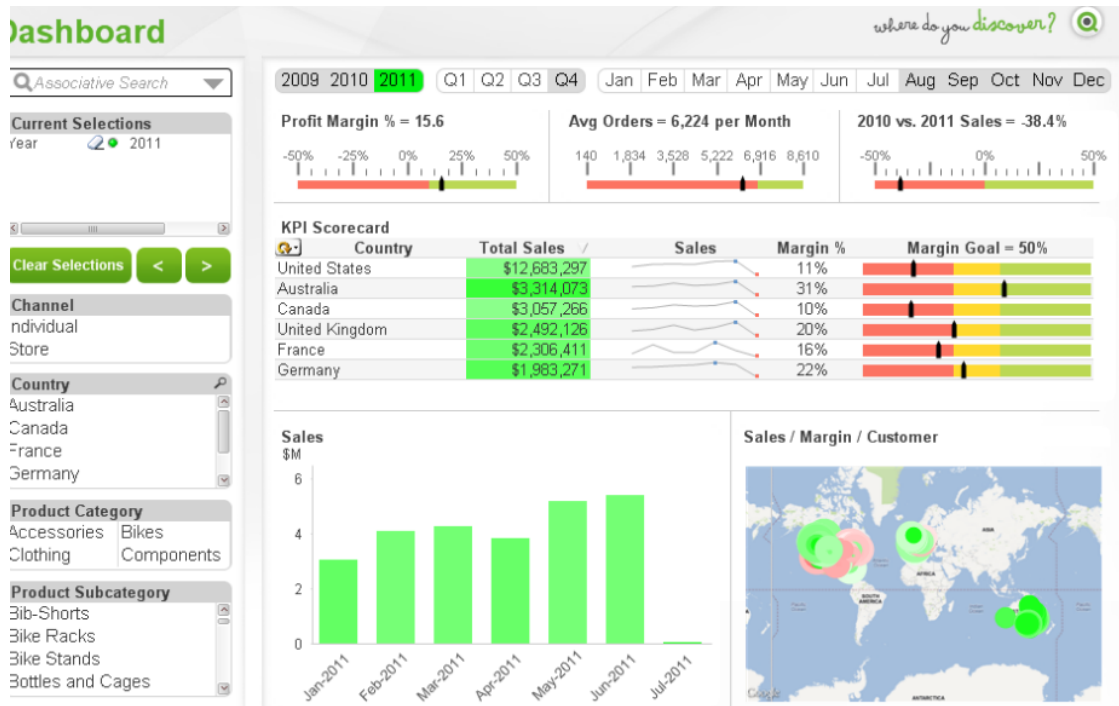 Dashboard
where do you discover?
Associative Search
2009 2010 2011 Q1 Q2 Q3 Q4 Jan Feb Mar Apr May Jun Jul Aug Sep Oct Nov Dec
Current Selections
Year 2011
Clear Selections < >
Channel
Individual
Store
Country
Australia
Canada
France
Germany
Product Category
Accessories Bikes
Clothing Components
Product Subcategory
Bib-Shorts
Bike Racks
Bike Stands
Bottles and Cages
Profit Margin % = 15.6
-50% -25% 0% 25% 50%
Avg Orders = 6,224 per Month
140 1,834 3,528 5,222 6,916 8,610
2010 vs. 2011 Sales = -38.4%
-50% 0% 50%
KPI Scorecard
Country Total Sales Sales Margin % Margin Goal = 50%
United States $12,683,297 11%
Australia $3,314,073 31%
Canada $3,057,266 10%
United Kingdom $2,492,126 20%
France $2,306,411 16%
Germany $1,983,271 22%
Sales
$M
6
4
2
0
Jan-2011 Feb-2011 Mar-2011 Apr-2011 May-2011 Jun-2011 Jul-2011
Sales / Margin / Customer
ASIA
AFRICA
SOUTH
AMERICA
ANTARCTICA
Google